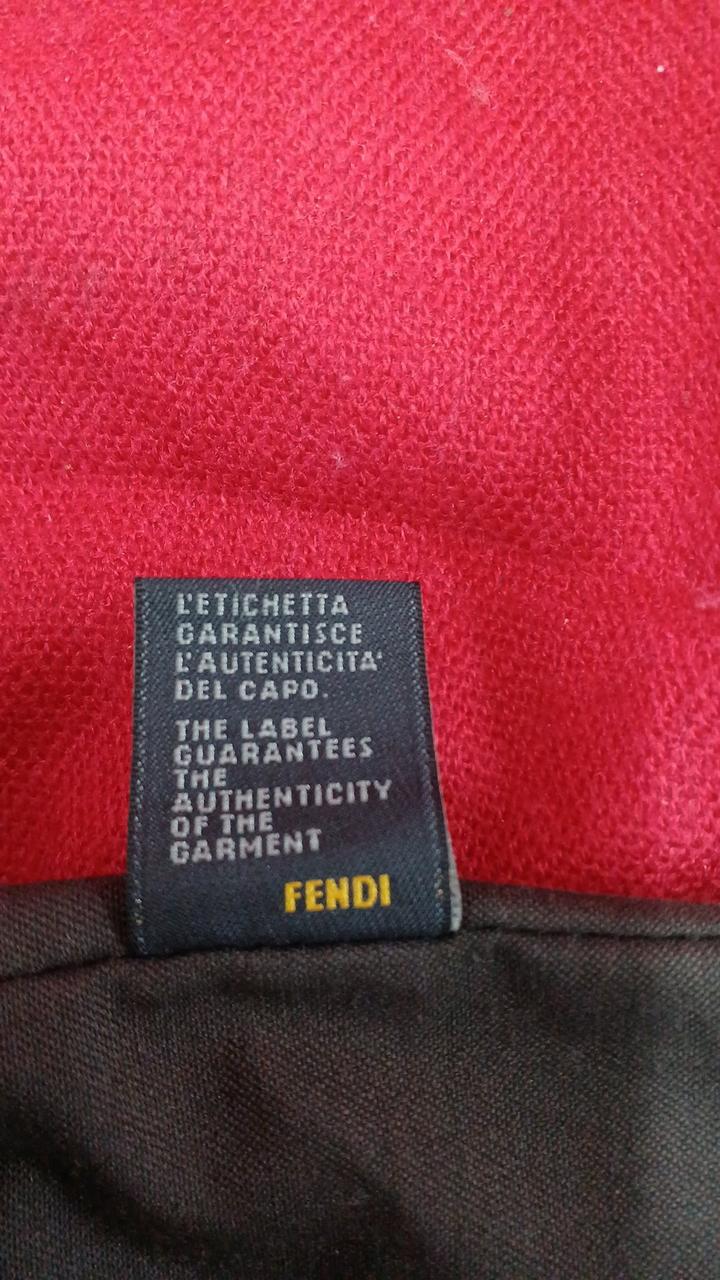 L'ETICHETTA
GARANTISCE
L'AUTENTICITA'
DEL CAPO.
THE LABEL
GUARANTEES
THE
AUTHENTICITY
OF THE
GARMENT
FENDI